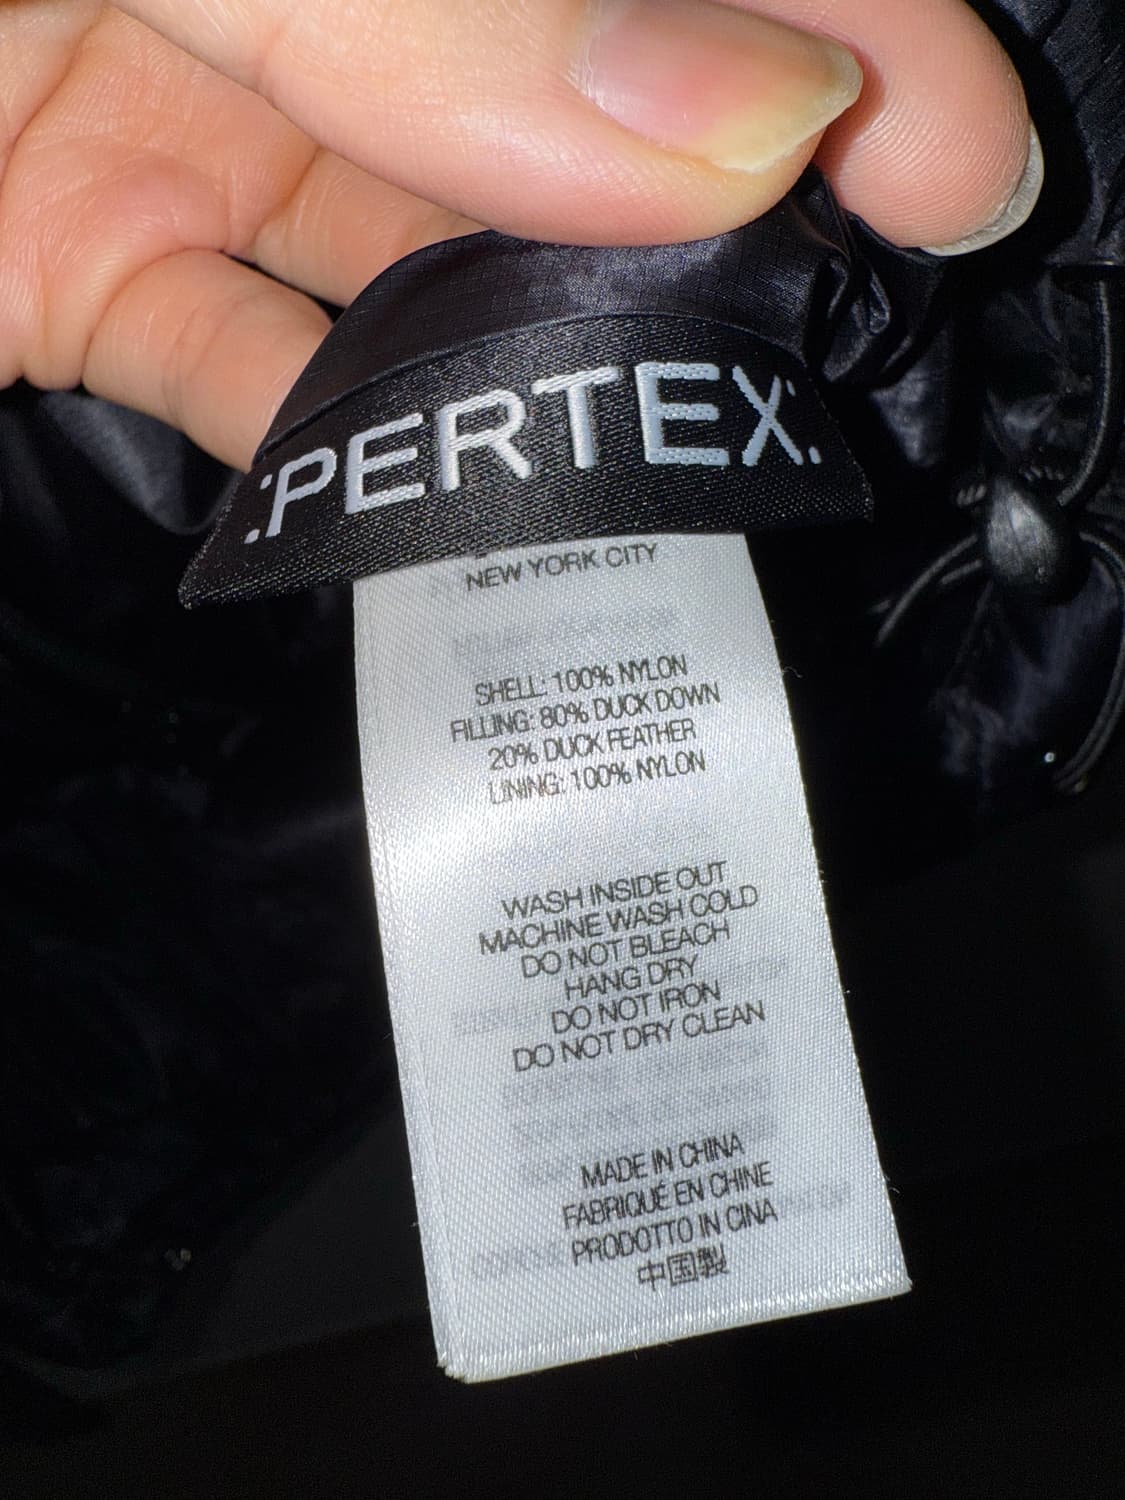 PERTEX
NEW YORK CITY
SHELL: 100% NYLON
FILLING: 80% DUCK DOWN
20% DUCK FEATHER
LINING: 100% NYLON
WASH INSIDE OUT
MACHINE WASH COLD
DO NOT BLEACH
HANG DRY
DO NOT IRON
DO NOT DRY CLEAN
MADE IN CHINA
FABRIQUÉ EN CHINE
PRODOTTO IN CINA
中国製